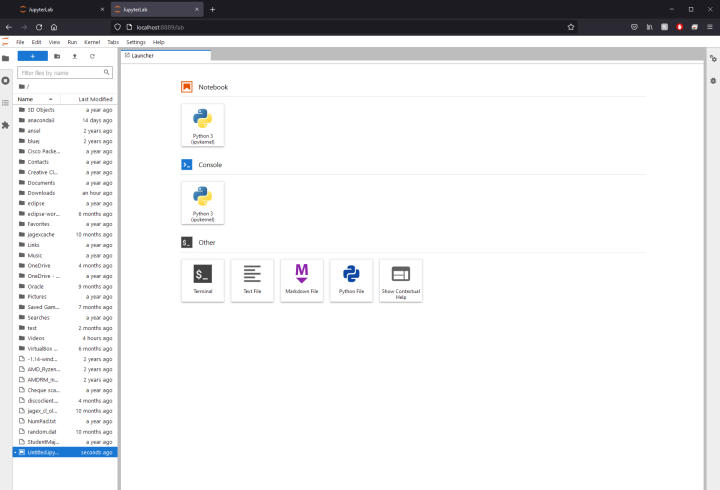 JupyterLab
JupyterLab
localhost:8889/lab
File Edit View Run Kernel Tabs Settings Help
Launcher
Filter files by name
/
Name Last Modified
3D Objects a year ago
anaconda3 14 days ago
ansel 2 years ago
bluej 2 years ago
Cisco Packe... a year ago
Contacts a year ago
Creative Cl... a year ago
Documents a year ago
Downloads an hour ago
eclipse a year ago
eclipse-wor... 6 months ago
Favorites a year ago
jagexcache 10 months ago
Links a year ago
Music a year ago
OneDrive 4 months ago
OneDrive - ... a year ago
Oracle 9 months ago
Pictures a year ago
Saved Gam... 7 months ago
Searches a year ago
test 2 months ago
Videos 4 hours ago
VirtualBox ... 6 months ago
-1.14-wind... 2 years ago
AMD_Ryzen... 2 years ago
AMDRM_m... 2 years ago
Cheque sca... a year ago
discoclient... 4 months ago
jagex_cl_ol... 10 months ago
NumPad.txt a year ago
random.dat 10 months ago
StudentMaj... a year ago
Untitled.ipy... seconds ago
Notebook
Python 3
(ipykernel)
Console
Python 3
(ipykernel)
$_ Other
$_
Terminal
Text File
M
Markdown File
Python File
Show Contextual
Help